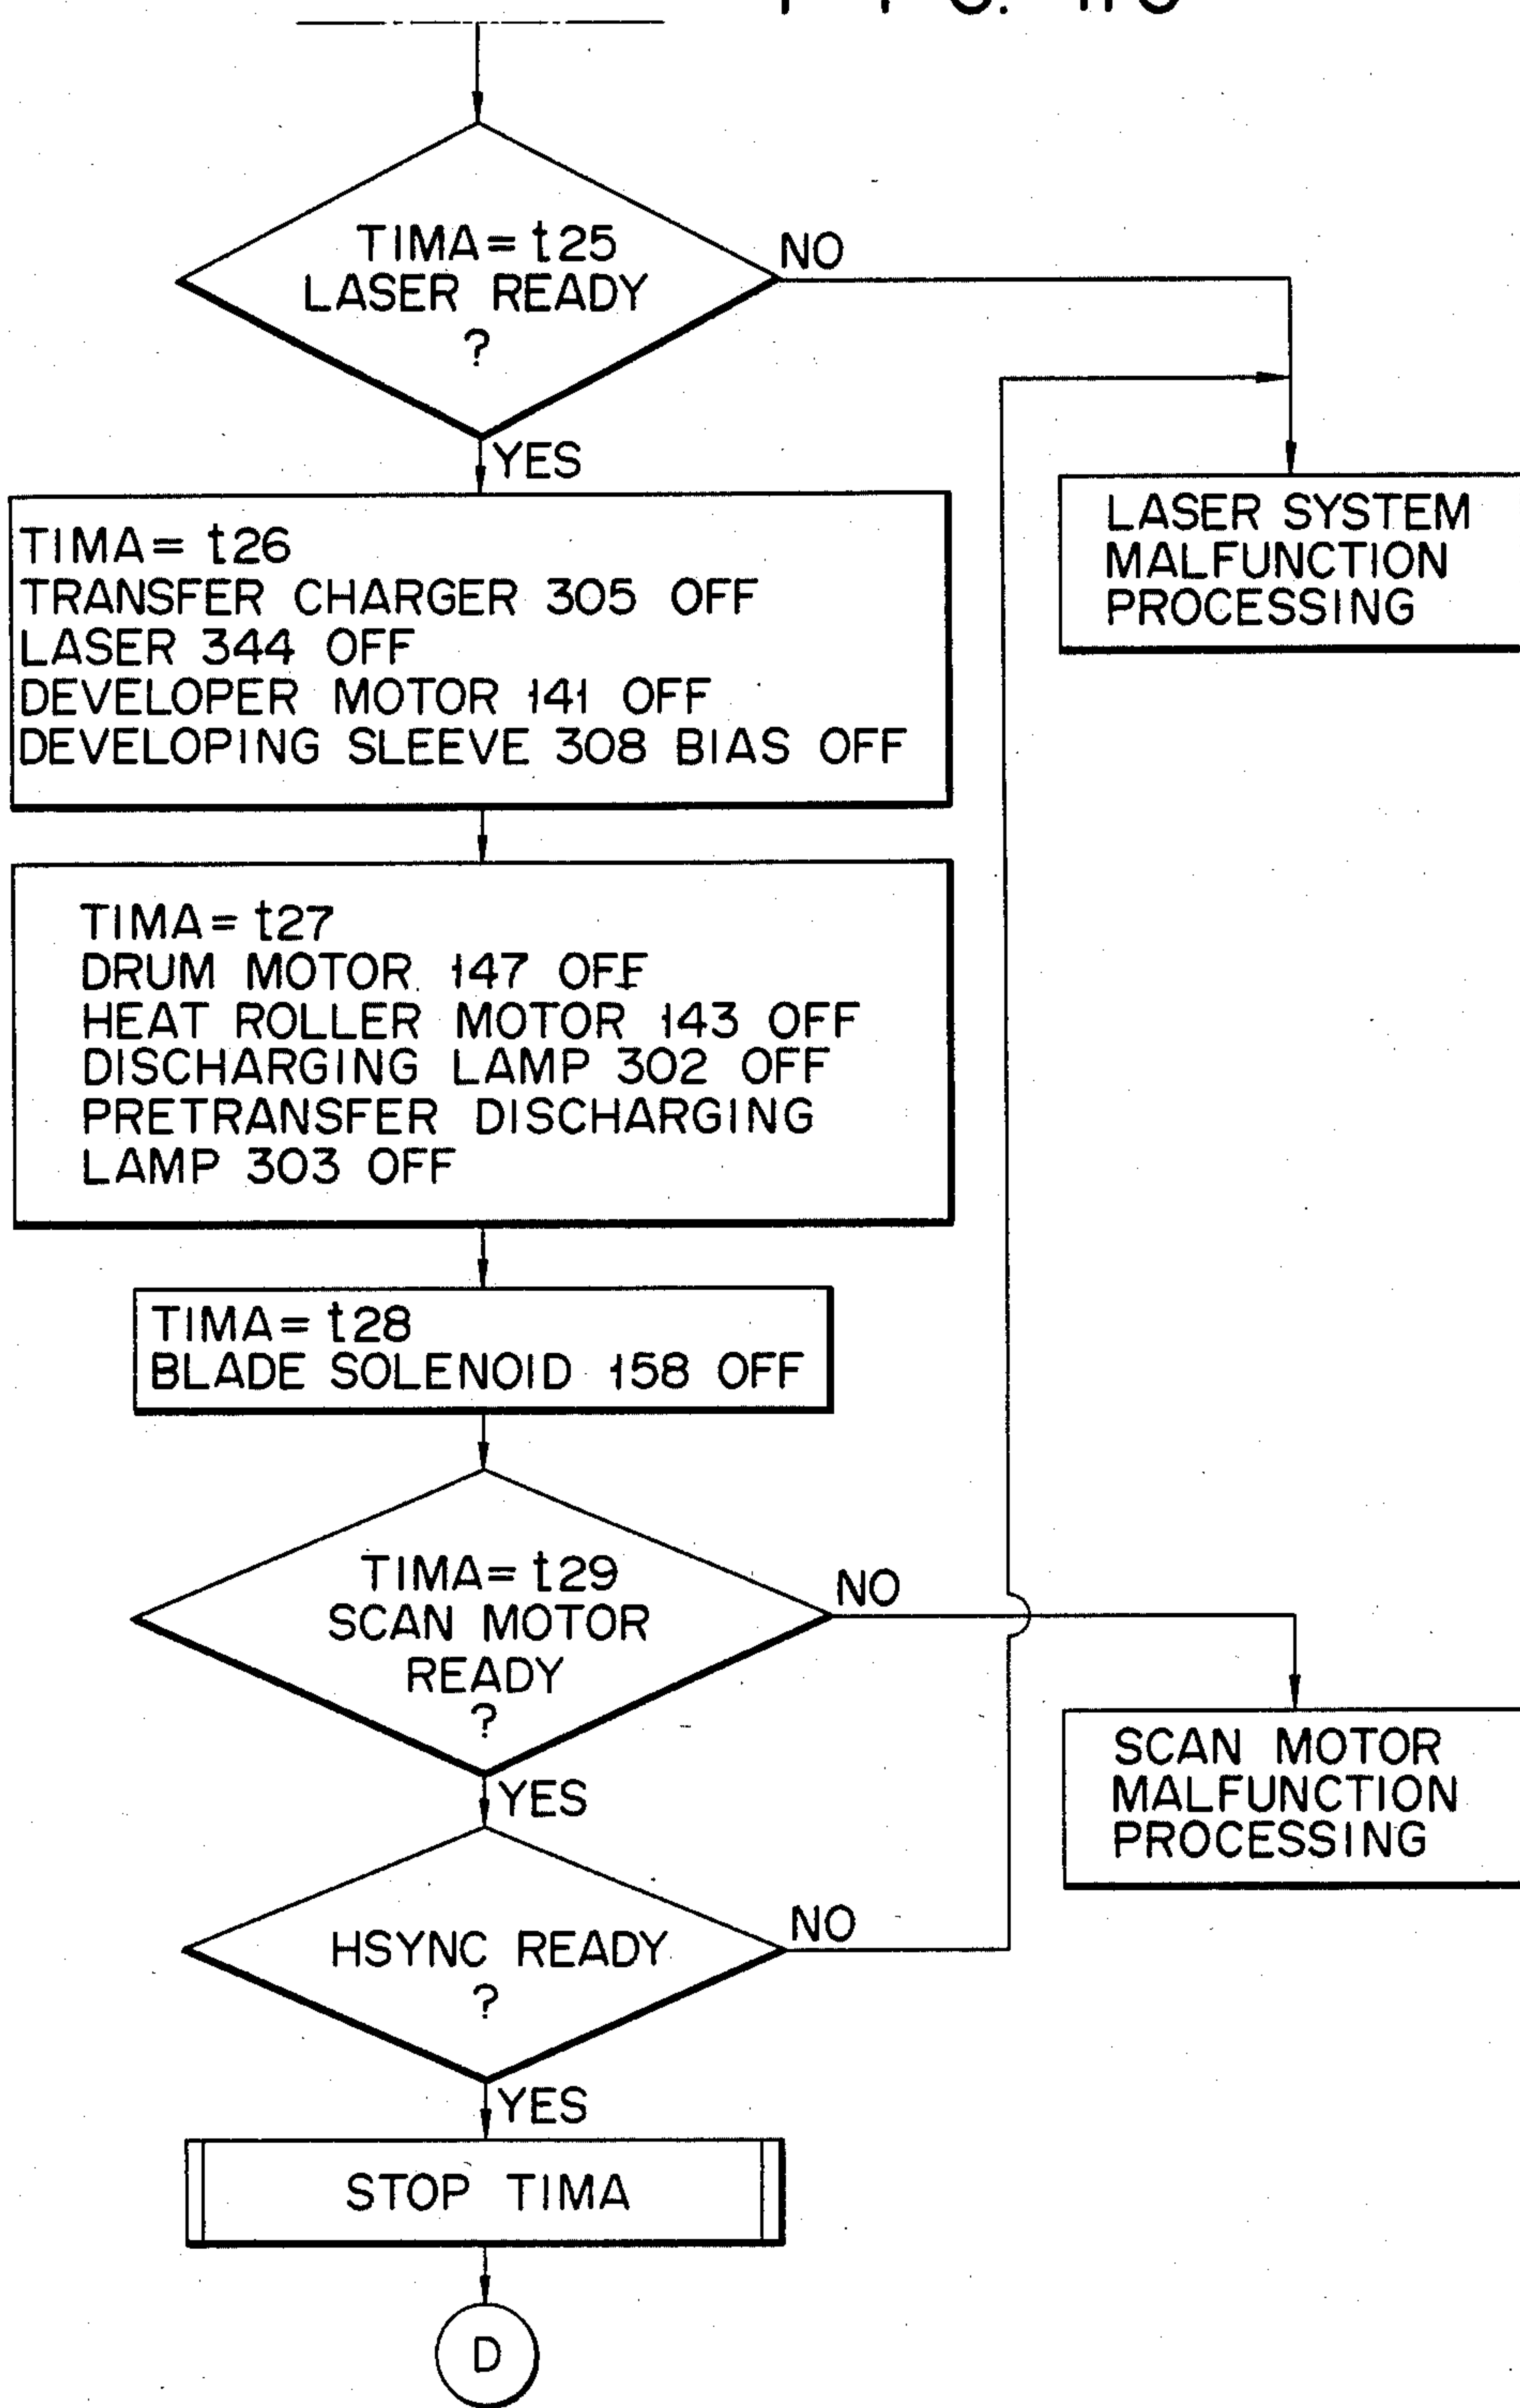 TIMA= t25
LASER READY
?
NO
YES
LASER SYSTEM
MALFUNCTION
PROCESSING
TIMA= t26
TRANSFER CHARGER 305 OFF
LASER 344 OFF
DEVELOPER MOTOR 141 OFF
DEVELOPING SLEEVE 308 BIAS OFF
TIMA= t27
DRUM MOTOR 147 OFF
HEAT ROLLER MOTOR 143 OFF
DISCHARGING LAMP 302 OFF
PRETRANSFER DISCHARGING
LAMP 303 OFF
TIMA= t28
BLADE SOLENOID 158 OFF
TIMA= t29
SCAN MOTOR
READY
?
NO
YES
SCAN MOTOR
MALFUNCTION
PROCESSING
HSYNC READY
?
NO
YES
STOP TIMA
D